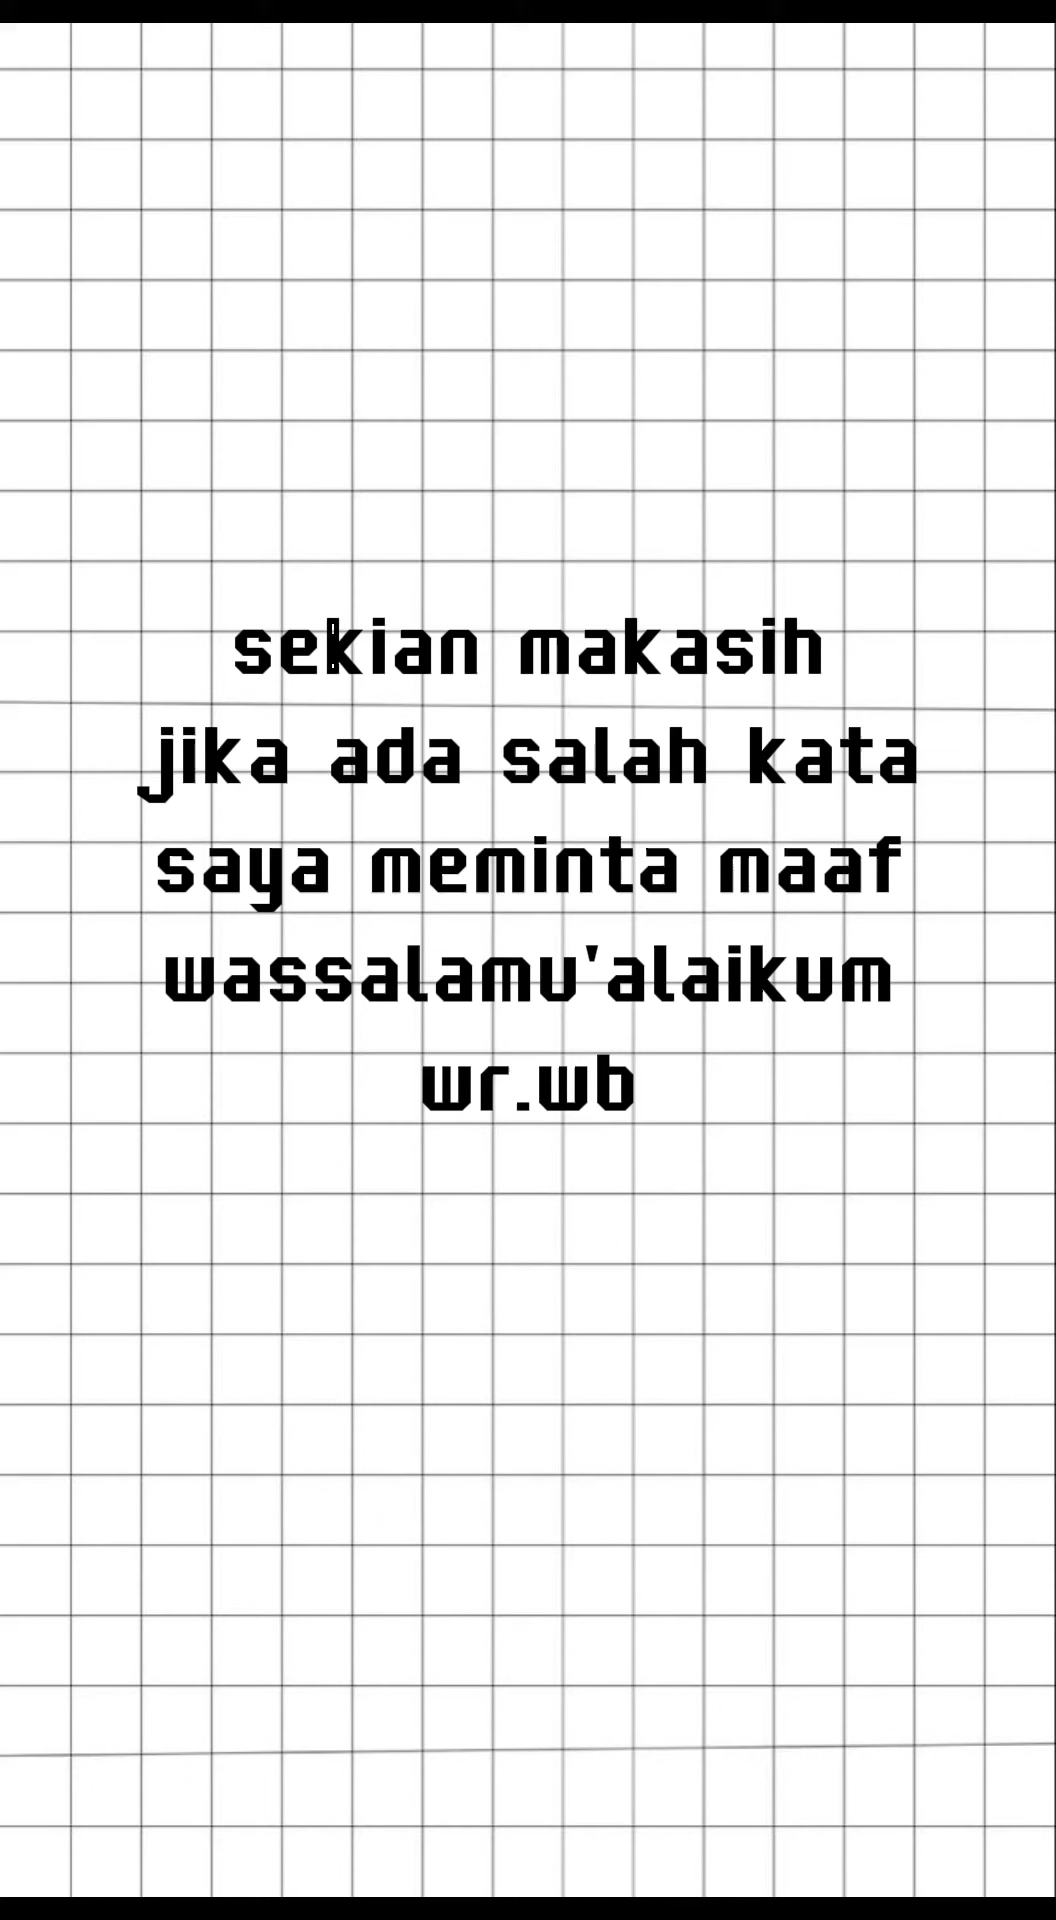 sekian makasih
jika ada salah kata
saya meminta maaf
wassalamu'alaikum
wr.wb